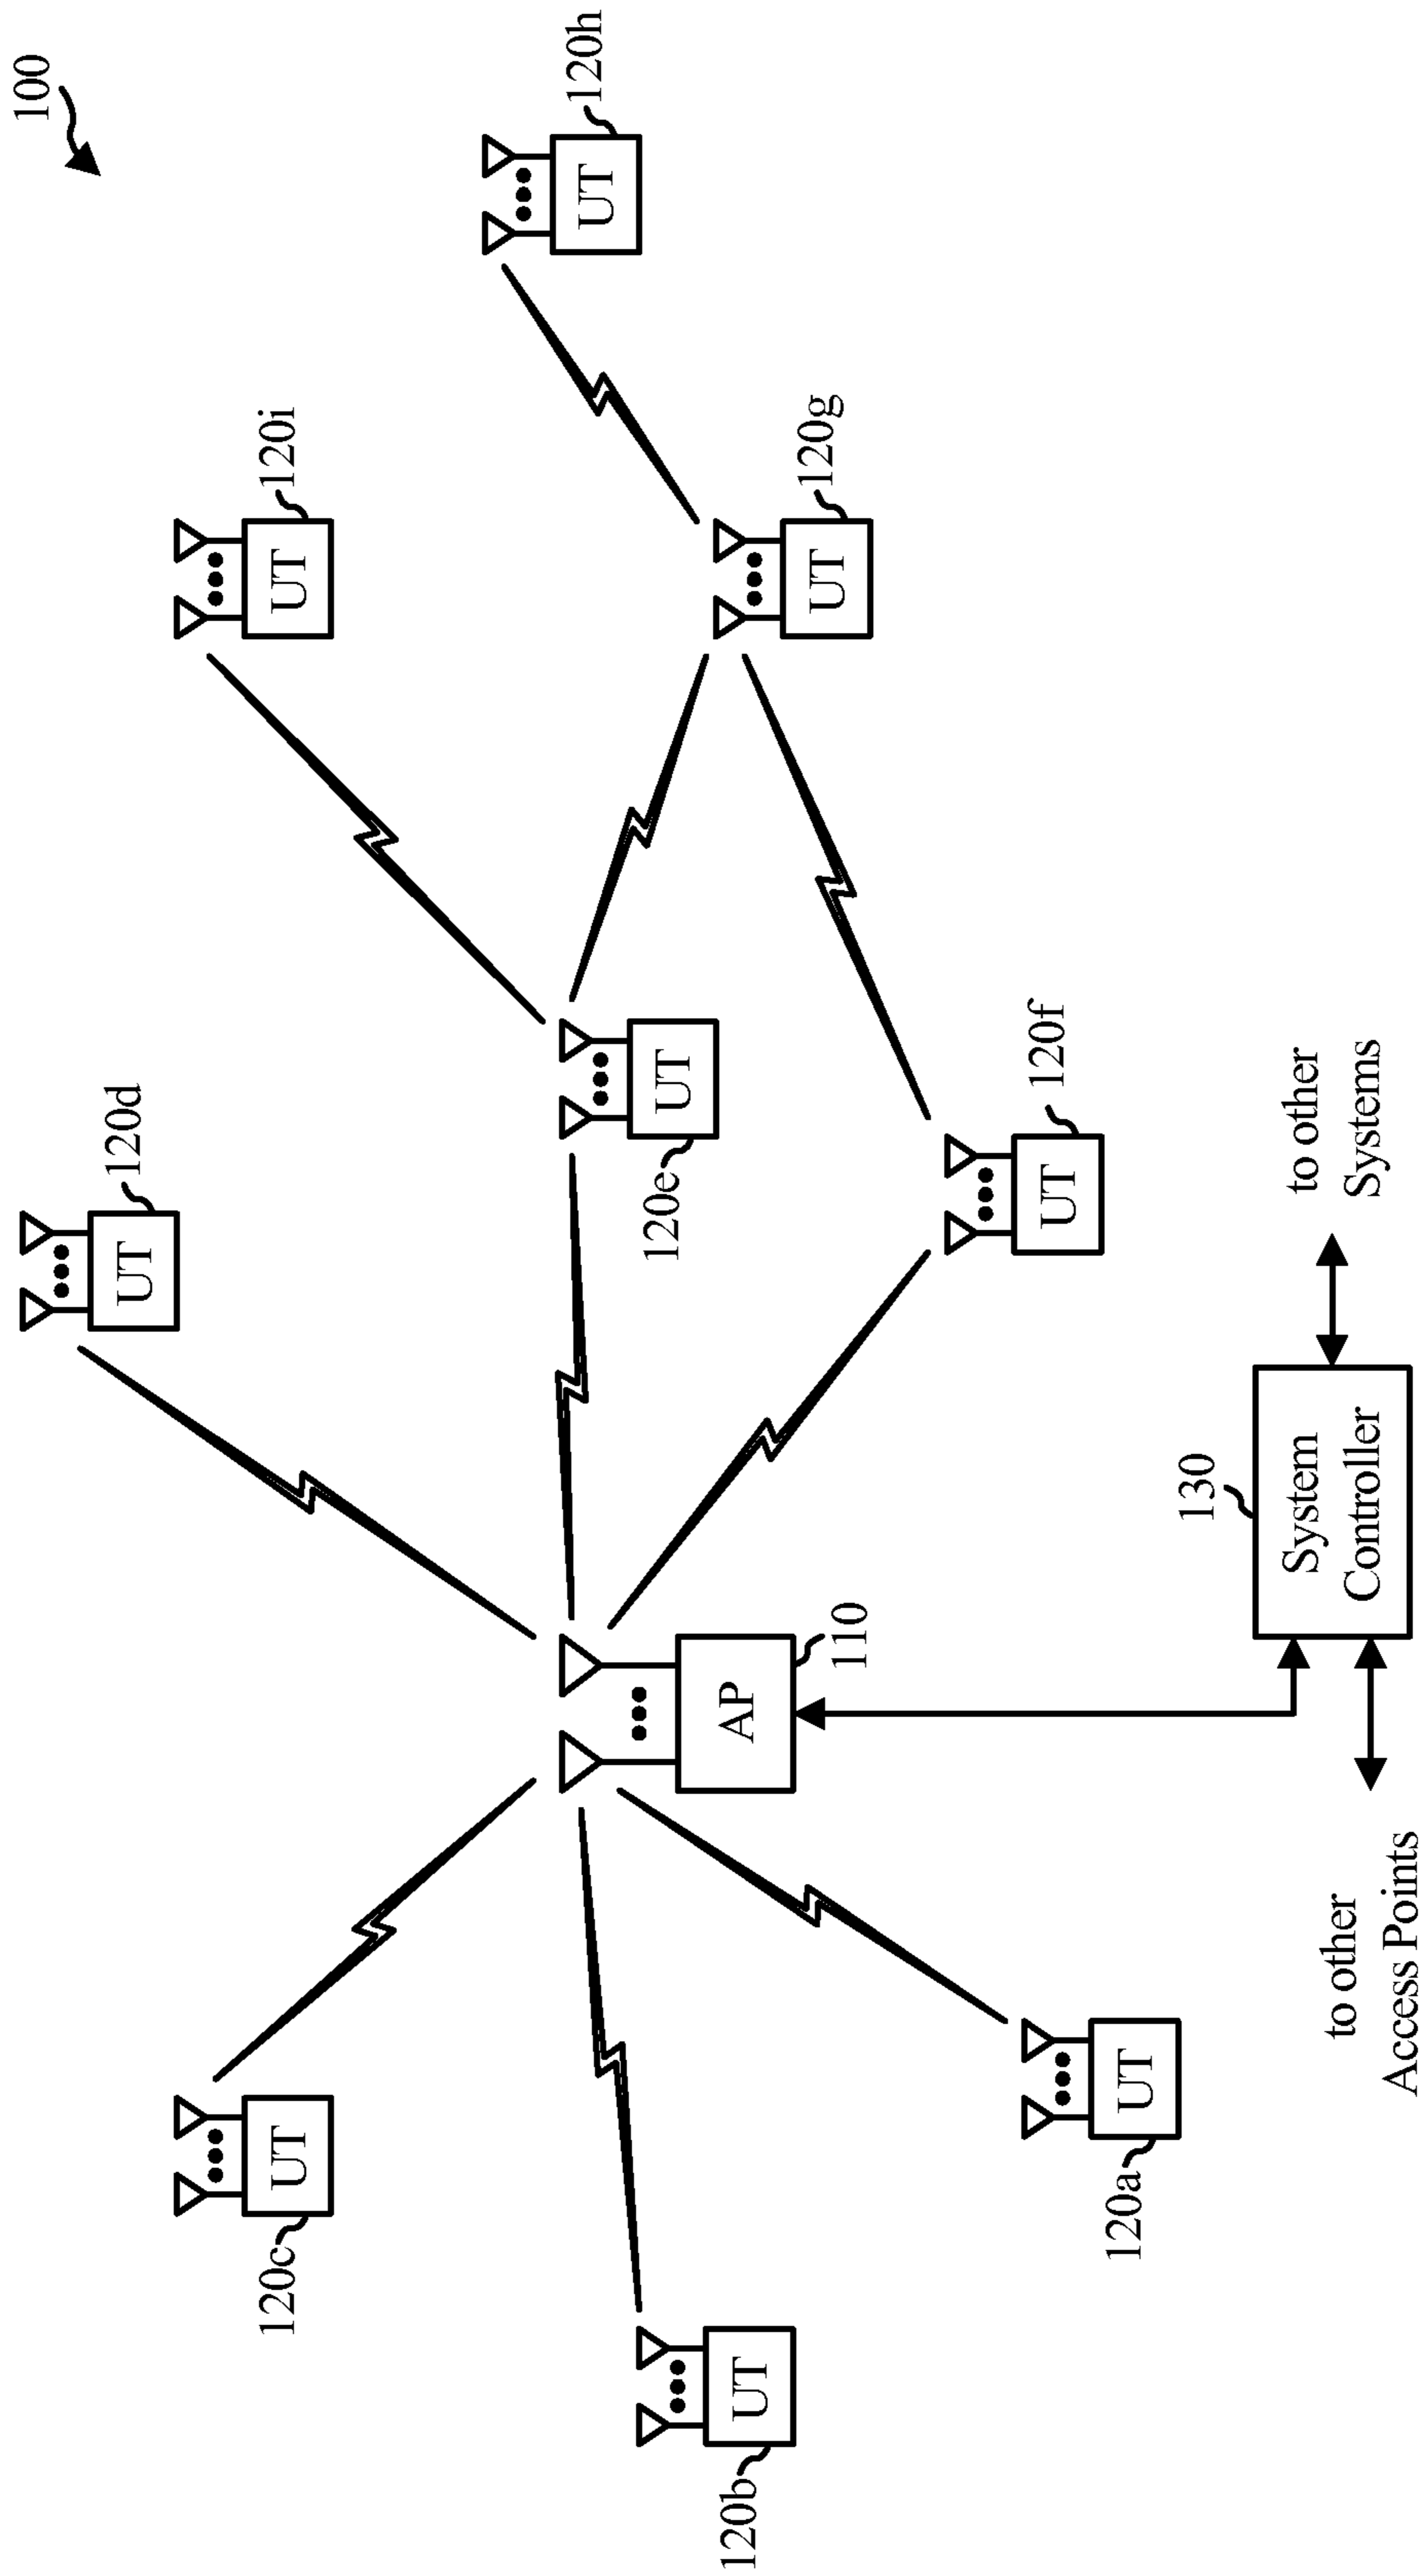 100
120d
UT
120i
UT
120c
UT
120h
UT
120e
UT
AP
110
120g
UT
120b
UT
120f
UT
120a
UT
130
System
Controller
to other
Systems
to other
Access Points